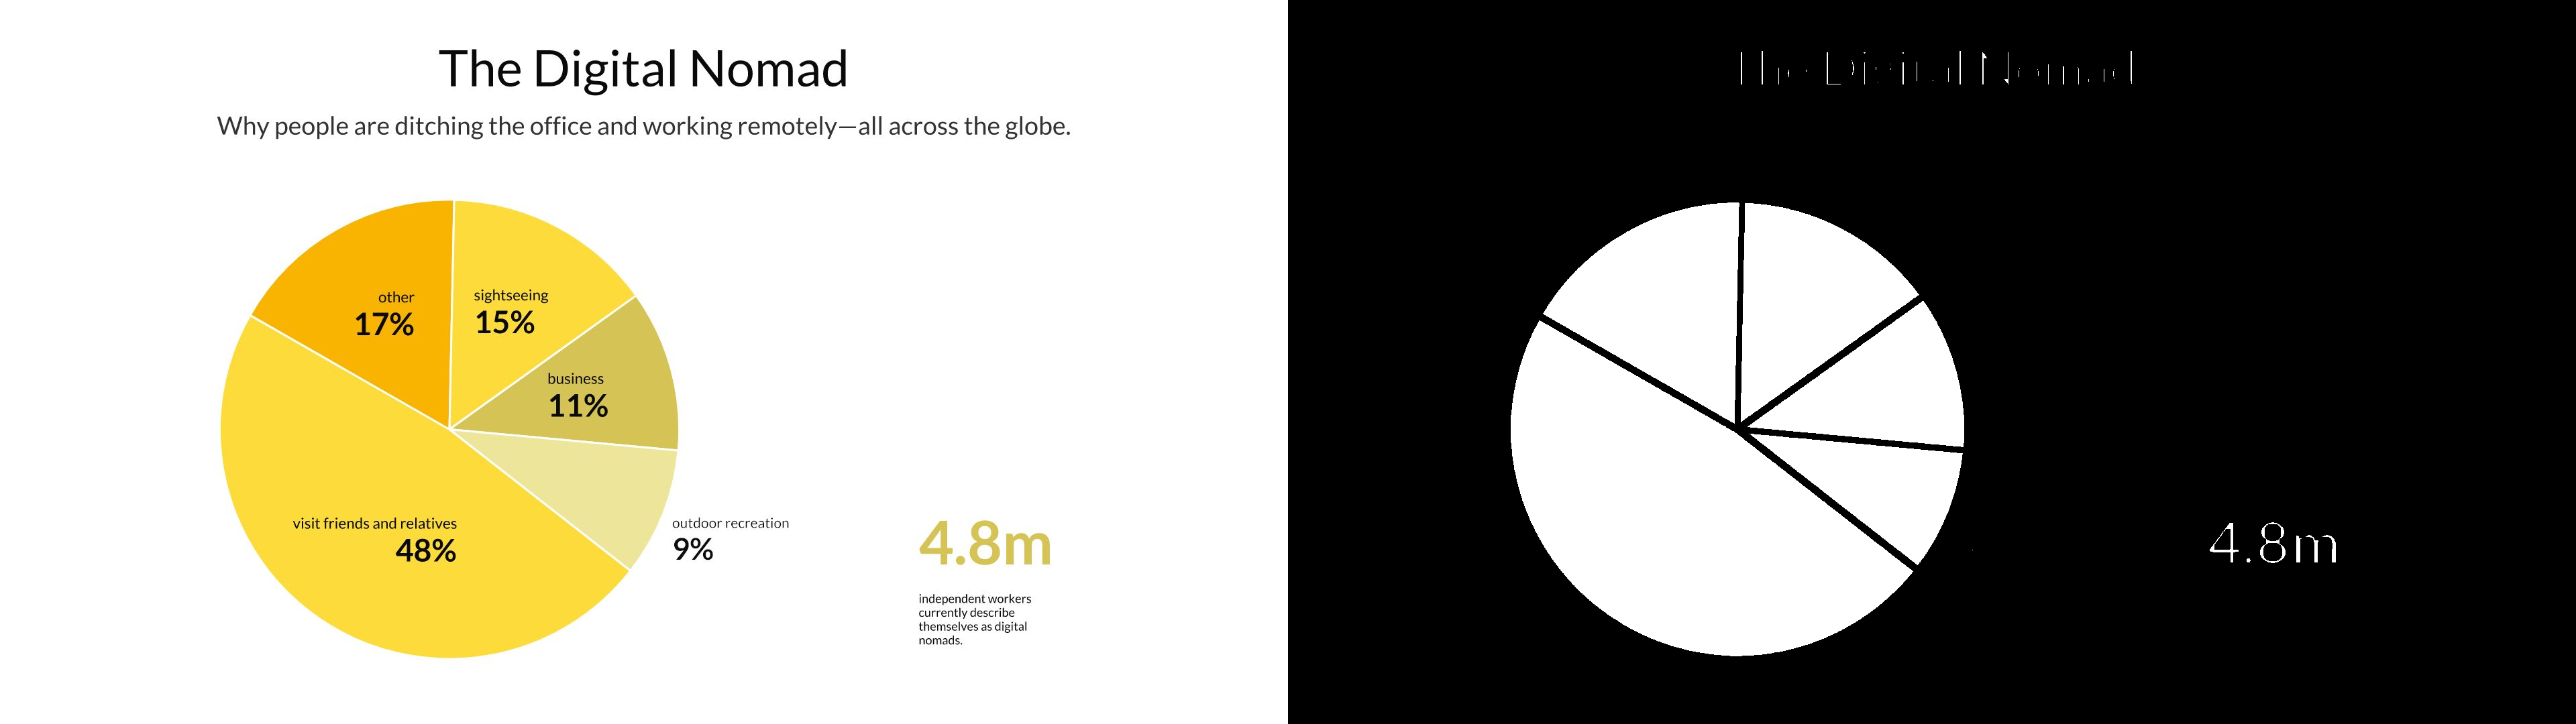 The Digital Nomad
Why people are ditching the office and working remotely—all across the globe.
other
17%
sightseeing
15%
business
11%
visit friends and relatives
48%
outdoor recreation
9%
4.8m
independent workers
currently describe
themselves as digital
nomads.
The Digital Nomad
4.8m